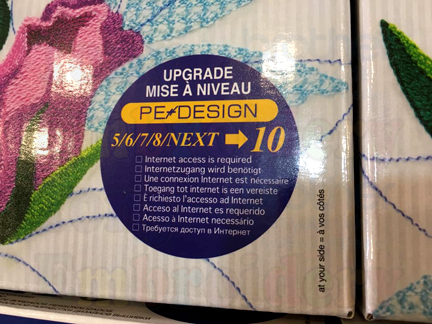 UPGRADE
MISE À NIVEAU
PE-DESIGN
5/6/7/8/NEXT ➡ 10
□ Internet access is required
□ Internetzugang wird benötigt
□ Une connexion Internet est nécessaire
□ Toegang tot internet is een vereiste
□ È richiesto l'accesso ad Internet
□ Acceso al Internet es requerido
□ Acesso à Internet necessário
□ Требуется доступ в Интернет
at your side = à vos côtés